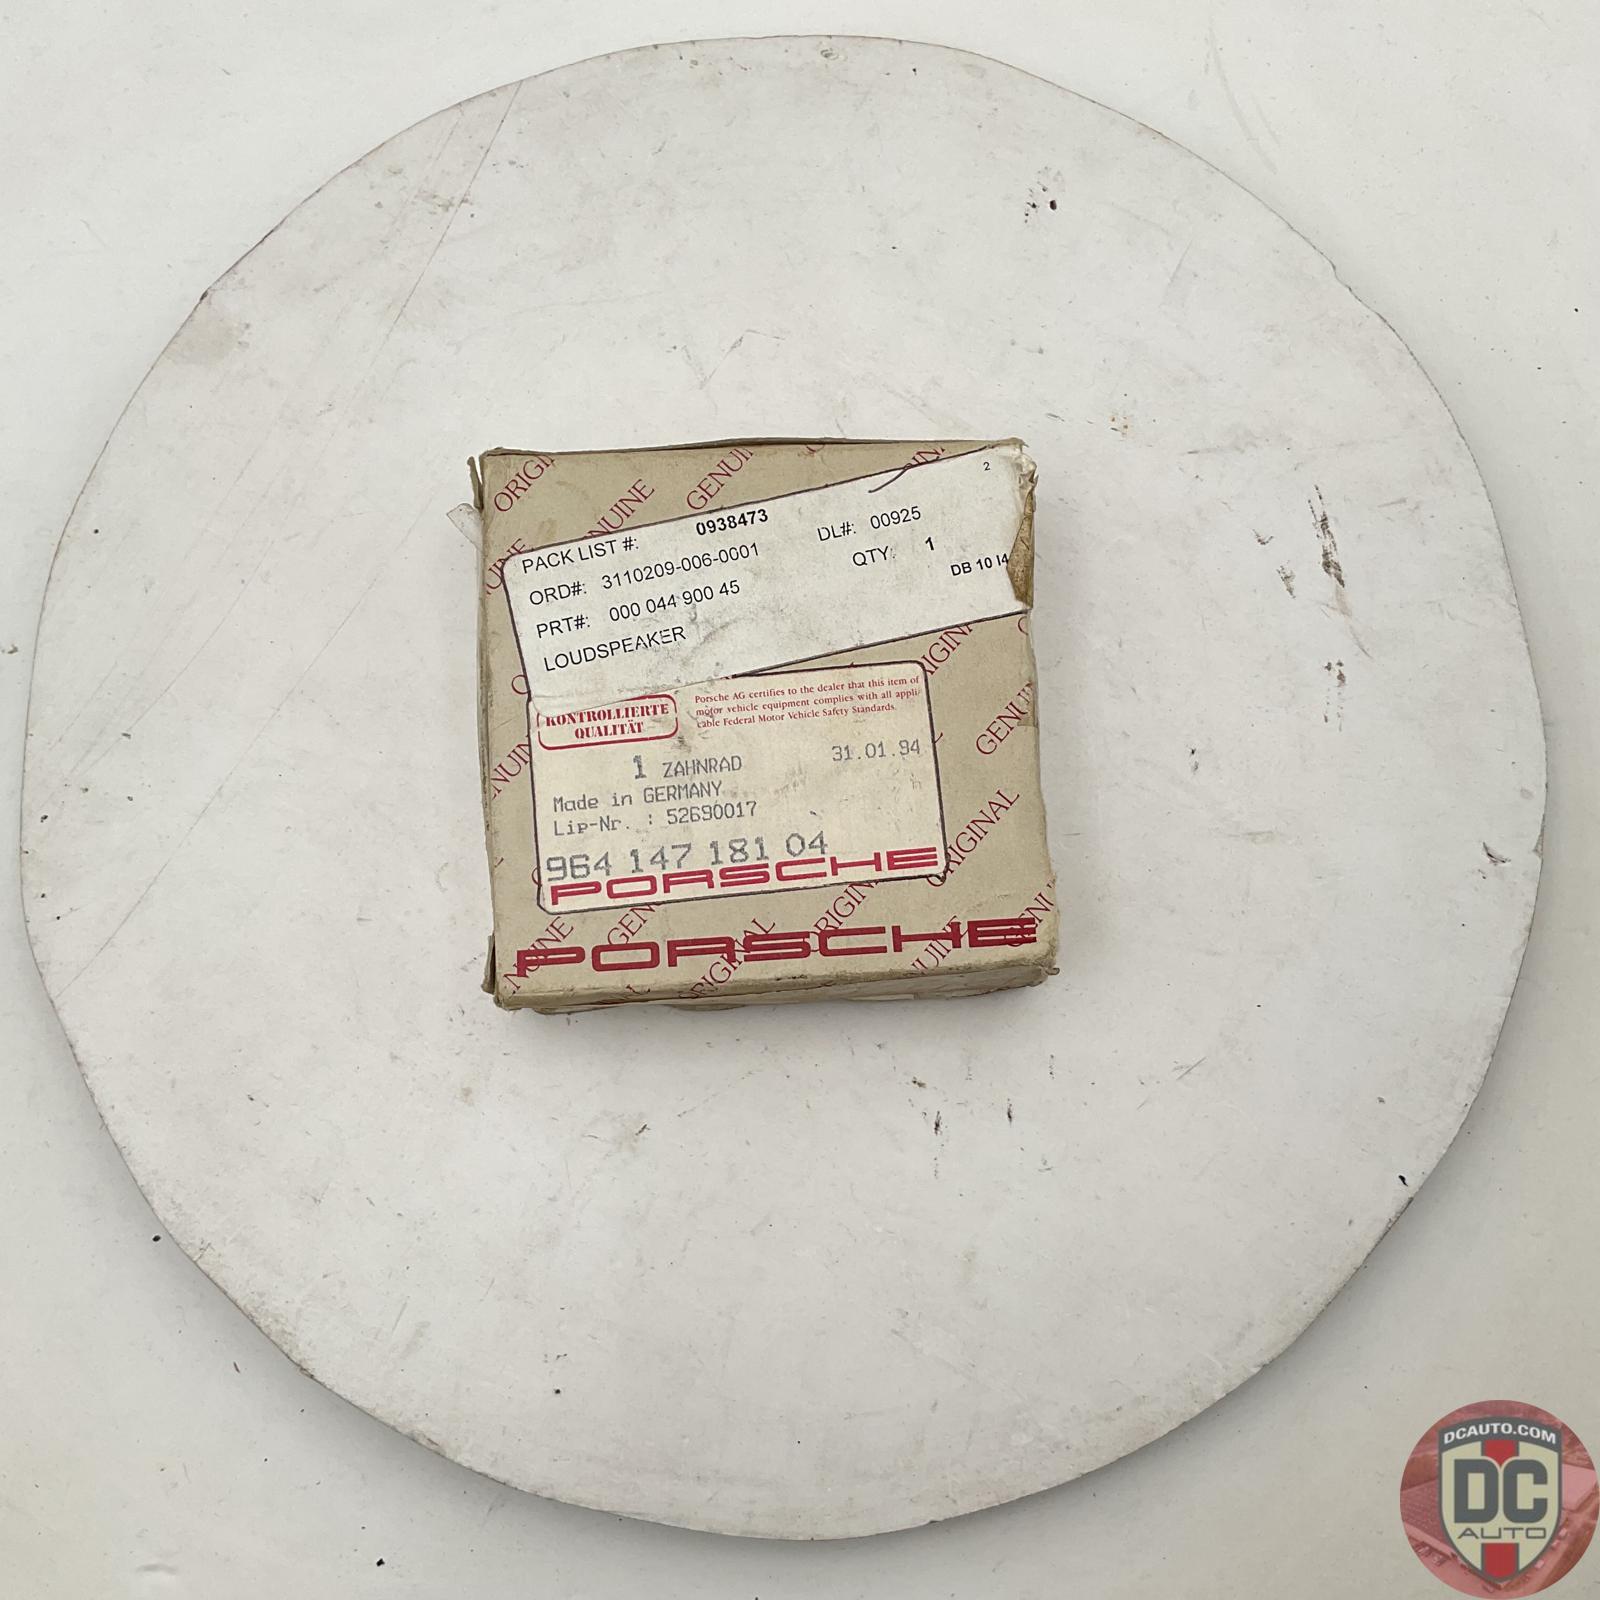 PACK LIST #: 0938473
2
ORD#: 3110209-006-0001 DL#: 00925
PRT#: 000 044 900 45 QTY: 1
LOUDSPEAKER DB 10 I4
KONTROLLIERTE
QUALITÄT
Porsche AG certifies to the dealer that this item of
motor vehicle equipment complies with all appli-
cable Federal Motor Vehicle Safety Standards.
1 ZAHNRAD 31.01.94
Made in GERMANY
Lip-Nr. : 52690017
964 147 181 04
PORSCHE
PORSCHE
GENUINE
ORIGINAL
DCAUTO.COM
DC
AUTO